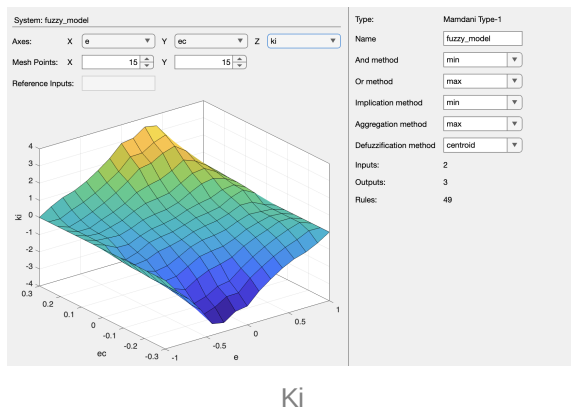 System: fuzzy_model
Axes: X e Y ec Z ki
Mesh Points: X 15 Y 15
Reference Inputs:
4
3
2
1
0
-1
-2
-3
-4
ki
0.3
0.2
0.1
0
-0.1
-0.2
-0.3
ec
-1
-0.5
0
0.5
1
e
Type: Mamdani Type-1
Name fuzzy_model
And method min
Or method max
Implication method min
Aggregation method max
Defuzzification method centroid
Inputs: 2
Outputs: 3
Rules: 49
Ki